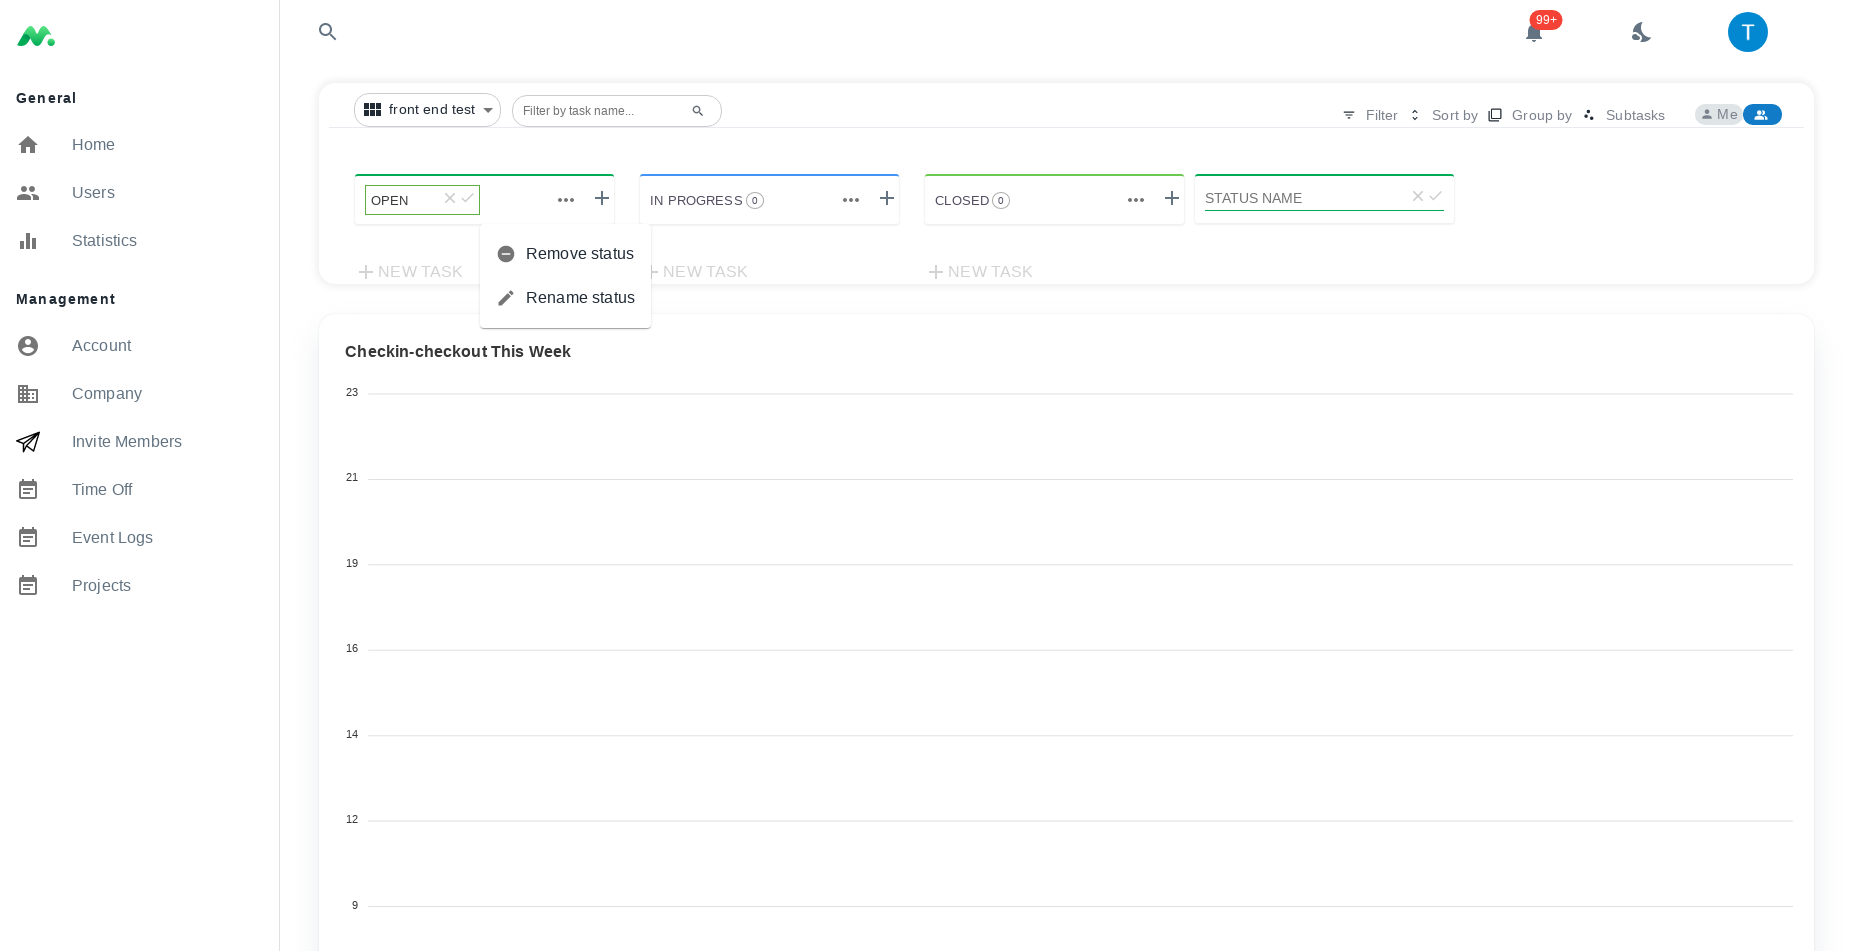 99+
T
General
Home
Users
Statistics
Management
Account
Company
Invite Members
Time Off
Event Logs
Projects
front end test
Filter by task name...
Filter
Sort by
Group by
Subtasks
Me
OPEN
IN PROGRESS 0
CLOSED 0
STATUS NAME
Remove status
Rename status
NEW TASK
NEW TASK
NEW TASK
Checkin-checkout This Week
23
21
19
16
14
12
9